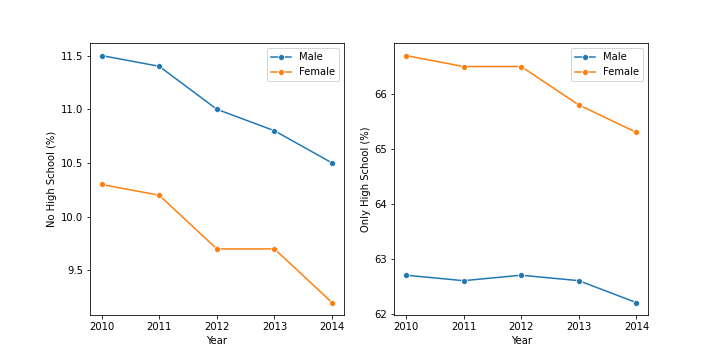 No High School (%)
11.5
11.0
10.5
10.0
9.5
2010 2011 2012 2013 2014
Year
Male
Female
Only High School (%)
66
65
64
63
62
2010 2011 2012 2013 2014
Year
Male
Female